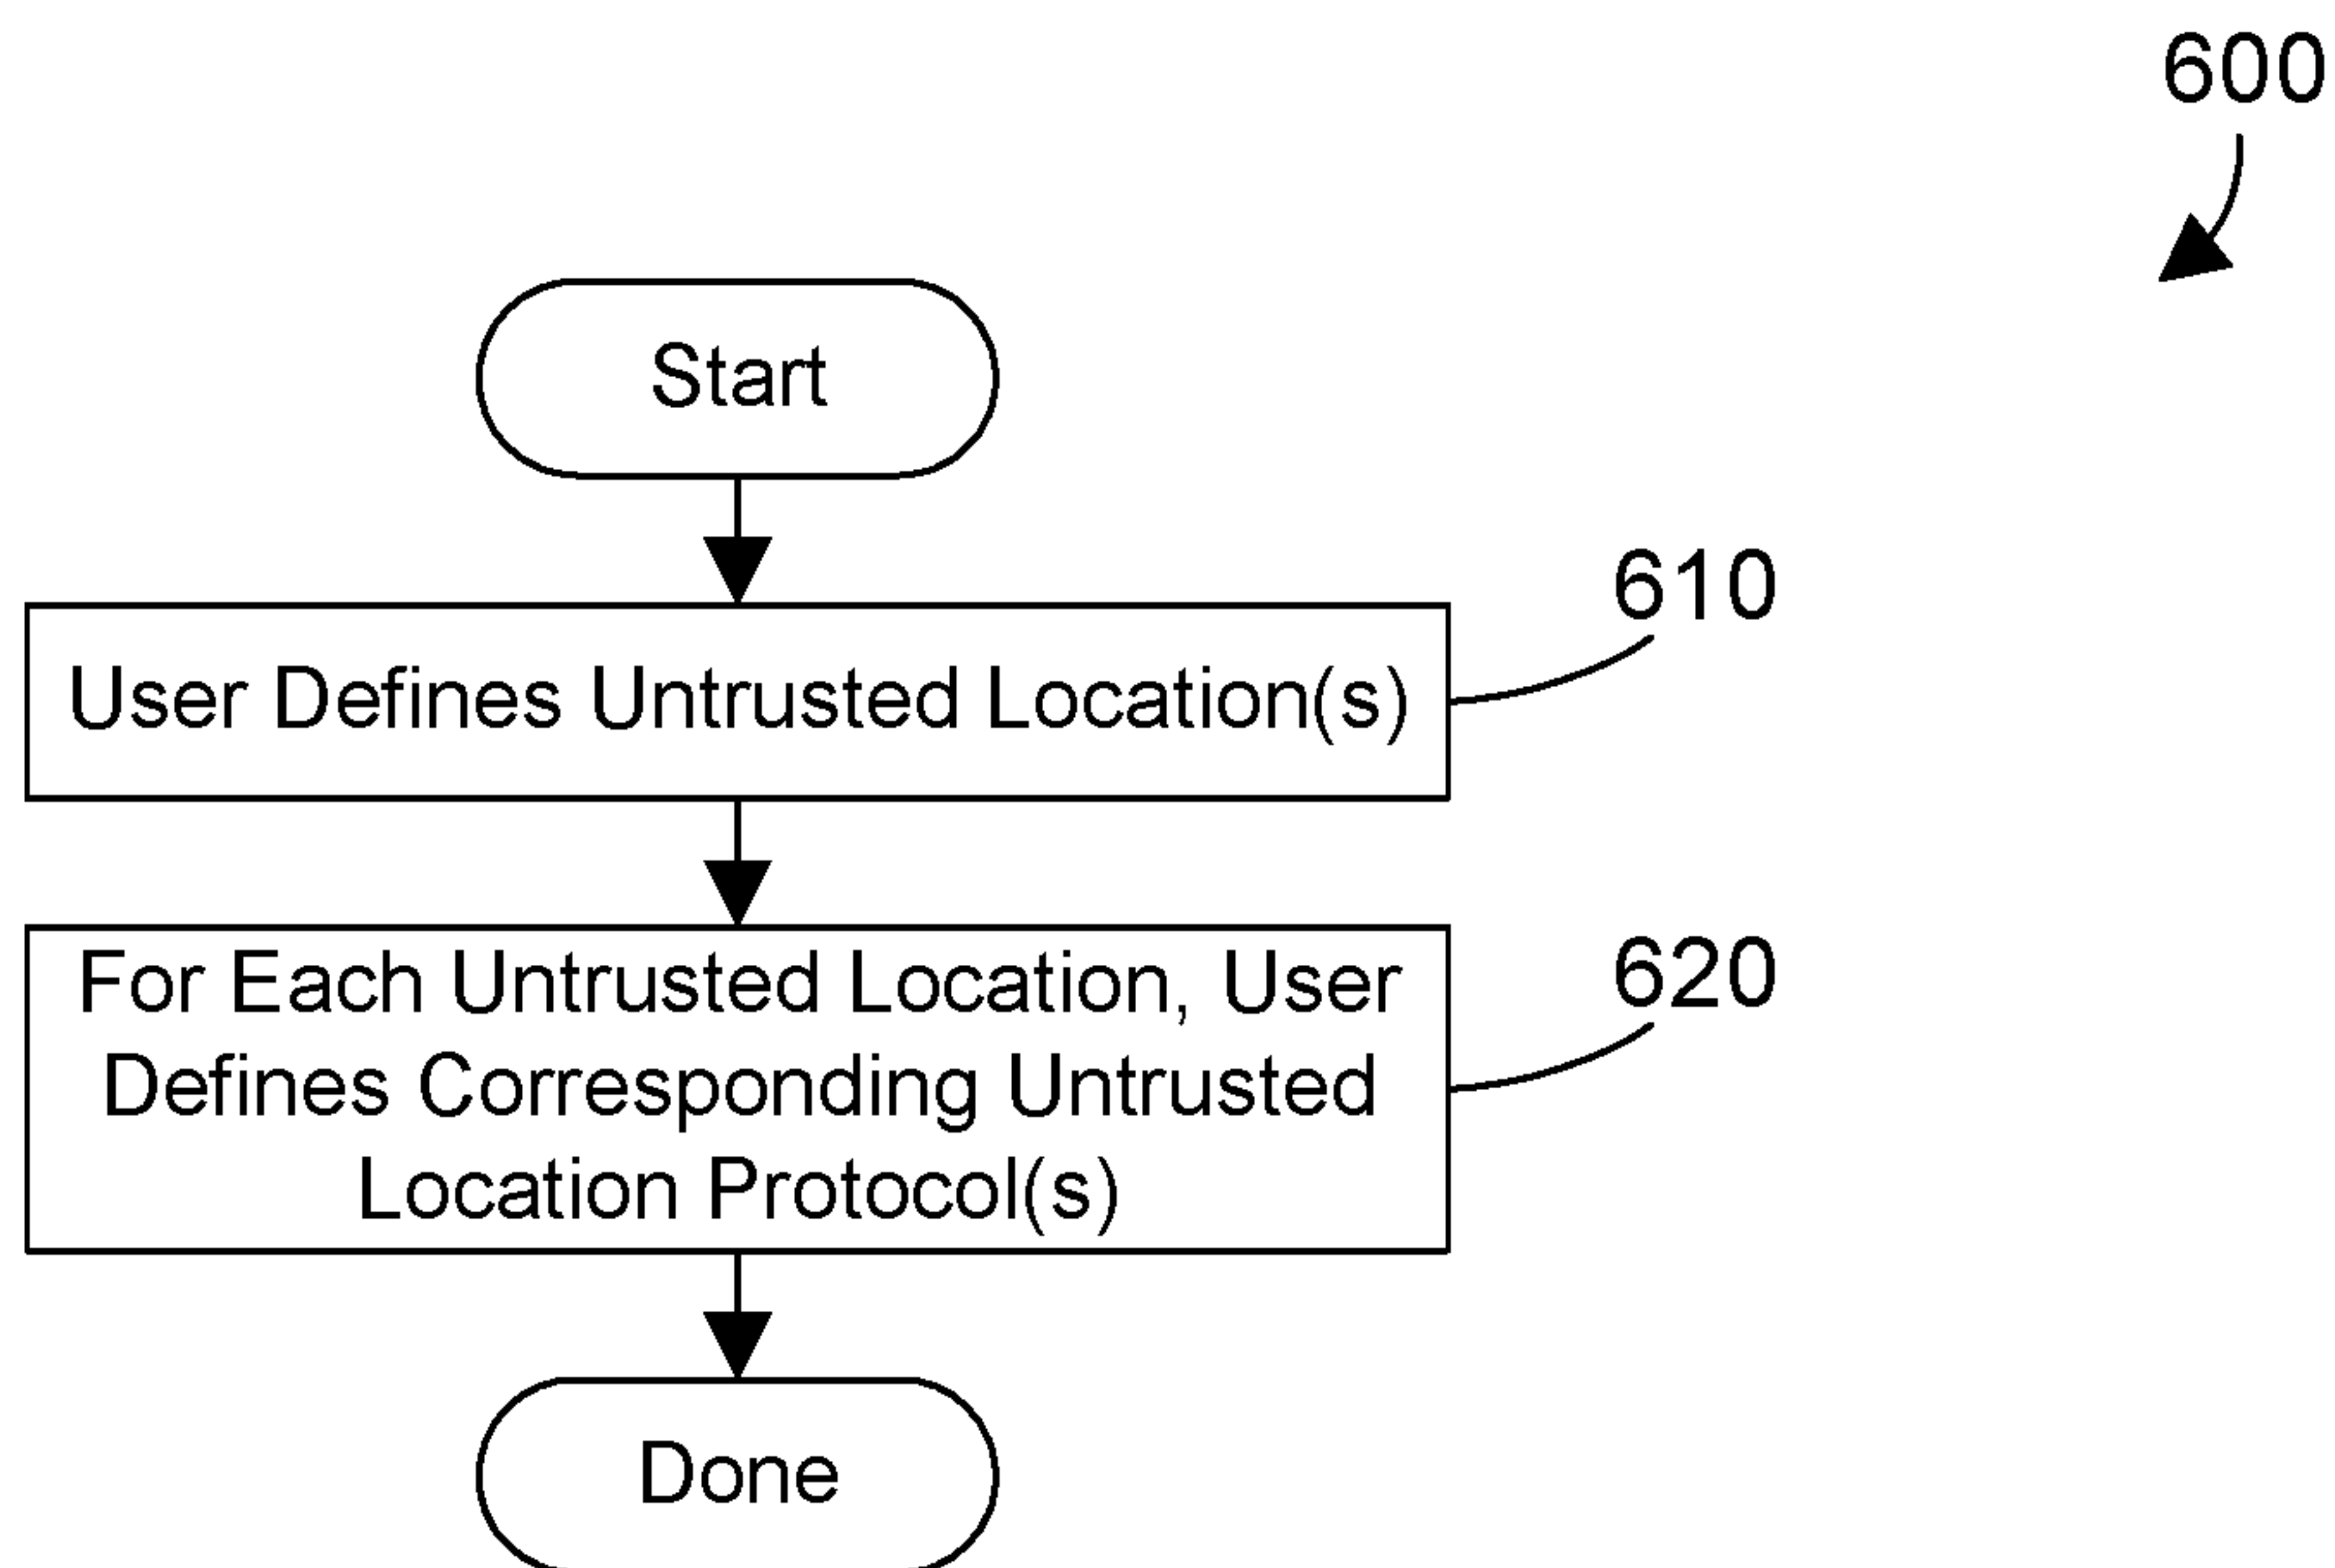 600
Start
610
User Defines Untrusted Location(s)
620
For Each Untrusted Location, User
Defines Corresponding Untrusted
Location Protocol(s)
Done